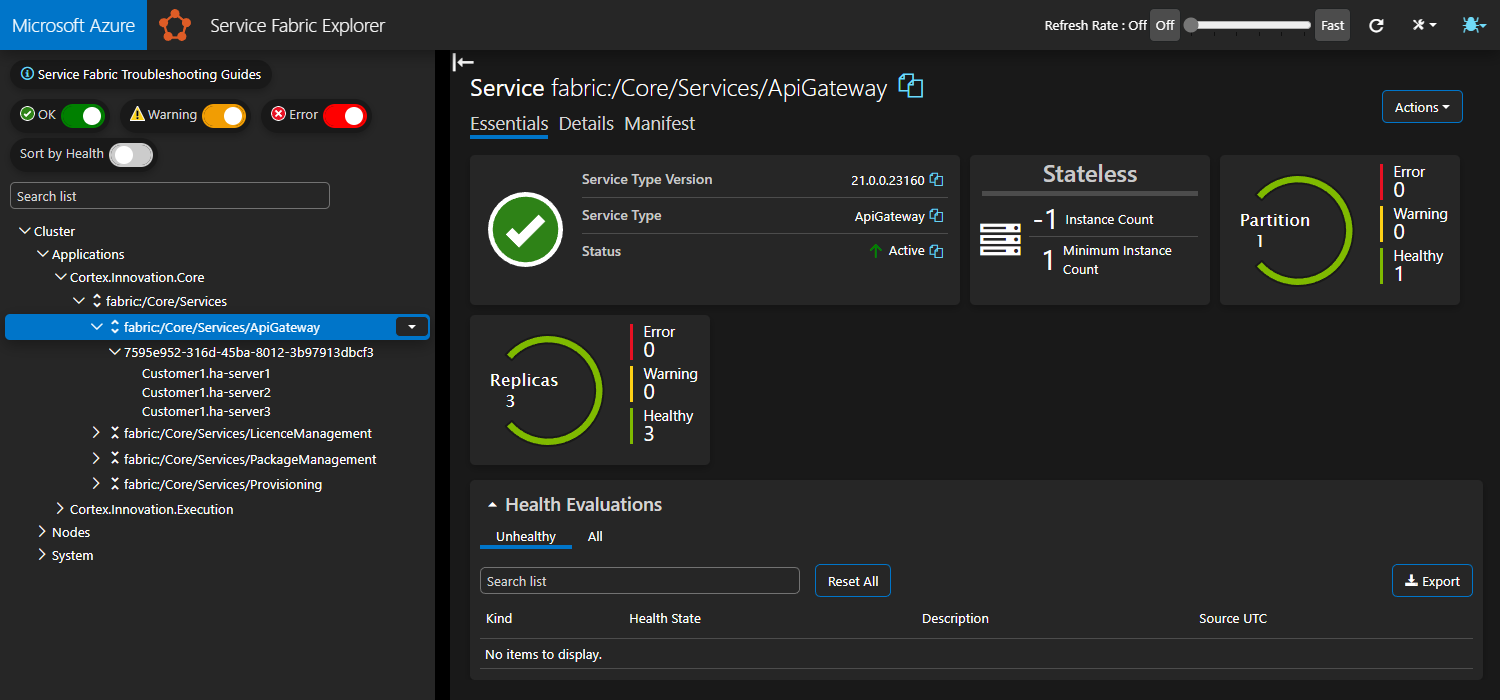 Microsoft Azure
Service Fabric Explorer
Refresh Rate : Off
Off
Fast
Service Fabric Troubleshooting Guides
OK
Warning
Error
Sort by Health
Search list
Cluster
Applications
Cortex.Innovation.Core
fabric:/Core/Services
fabric:/Core/Services/ApiGateway
7595e952-316d-45ba-8012-3b97913dbcf3
Customer1.ha-server1
Customer1.ha-server2
Customer1.ha-server3
fabric:/Core/Services/LicenceManagement
fabric:/Core/Services/PackageManagement
fabric:/Core/Services/Provisioning
Cortex.Innovation.Execution
Nodes
System
Service fabric:/Core/Services/ApiGateway
Actions
Essentials Details Manifest
Service Type Version 21.0.0.23160
Service Type ApiGateway
Status Active
Stateless
-1 Instance Count
1 Minimum Instance
Count
Partition
1
Error
0
Warning
0
Healthy
1
Replicas
3
Error
0
Warning
0
Healthy
3
Health Evaluations
Unhealthy All
Search list
Reset All
Export
Kind Health State Description Source UTC
No items to display.